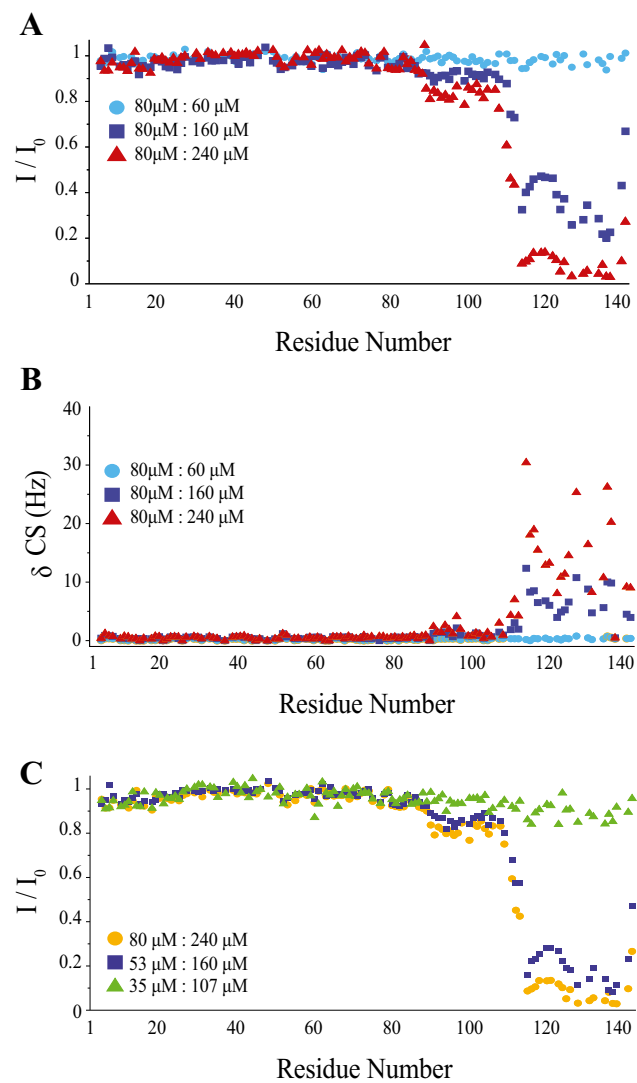 A
I / I0
1
0.8
0.6
0.4
0.2
0
80µM : 60 µM
80µM : 160 µM
80µM : 240 µM
1 20 40 60 80 100 120 140
Residue Number
B
δ CS (Hz)
40
30
20
10
0
80µM : 60 µM
80µM : 160 µM
80µM : 240 µM
1 20 40 60 80 100 120 140
Residue Number
C
I / I0
1
0.8
0.6
0.4
0.2
0
80 µM : 240 µM
53 µM : 160 µM
35 µM : 107 µM
1 20 40 60 80 100 120 140
Residue Number